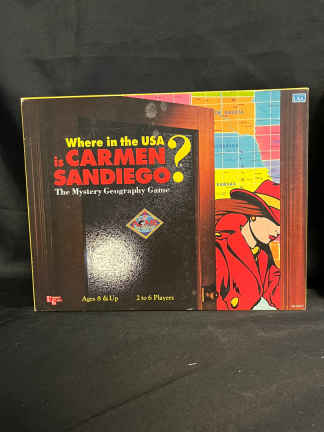 Where in the USA
is CARMEN
SANDIEGO?
The Mystery Geography Game
Ages 8 & Up 2 to 6 Players